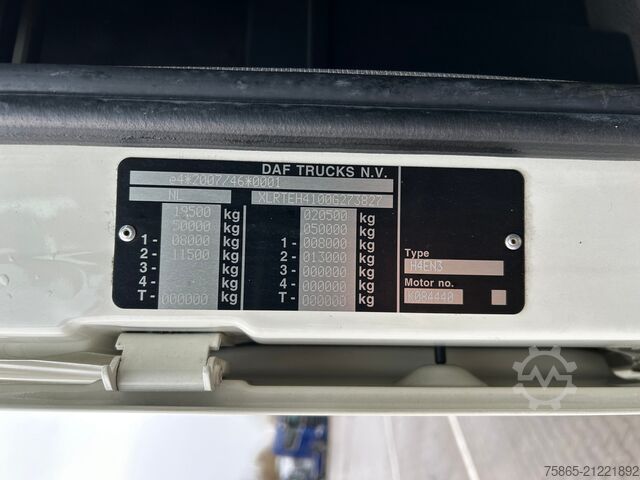 DAF TRUCKS N.V.
e4*2007/46*0001
NL XLRTEH4100G273827
19500 kg 020500 kg
50000 kg 050000 kg
1- 08000 kg 1- 008000 kg
2- 11500 kg 2- 013000 kg
3- kg 3- 000000 kg
4- kg 4- 000000 kg
T- 000000 kg T- 000000 kg
Type
H4EN3
Motor no.
K084440
75865-21221892